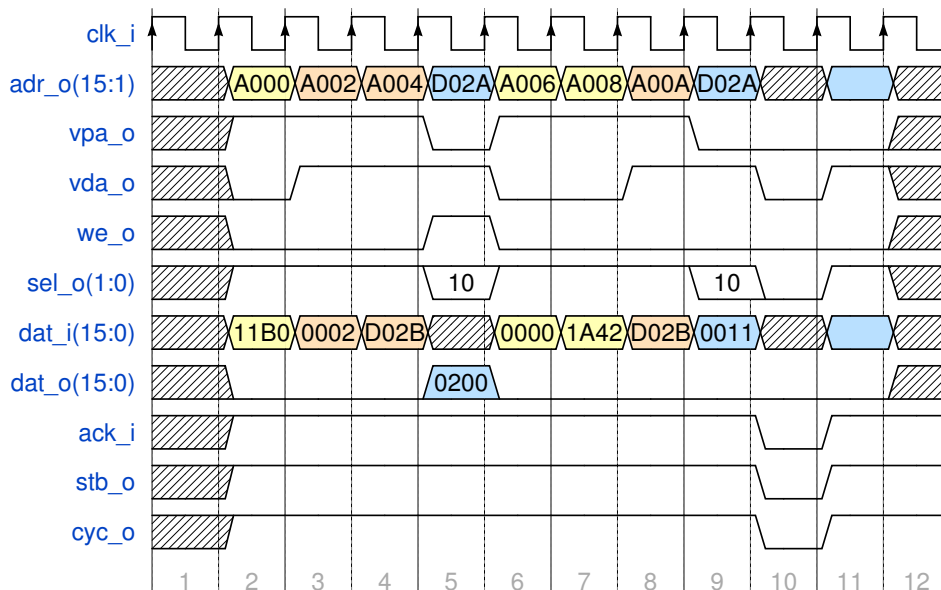 clk_i
adr_o(15:1) A000 A002 A004 D02A A006 A008 A00A D02A
vpa_o
vda_o
we_o
sel_o(1:0) 10 10
dat_i(15:0) 11B0 0002 D02B 0000 1A42 D02B 0011
dat_o(15:0) 0200
ack_i
stb_o
cyc_o
1 2 3 4 5 6 7 8 9 10 11 12